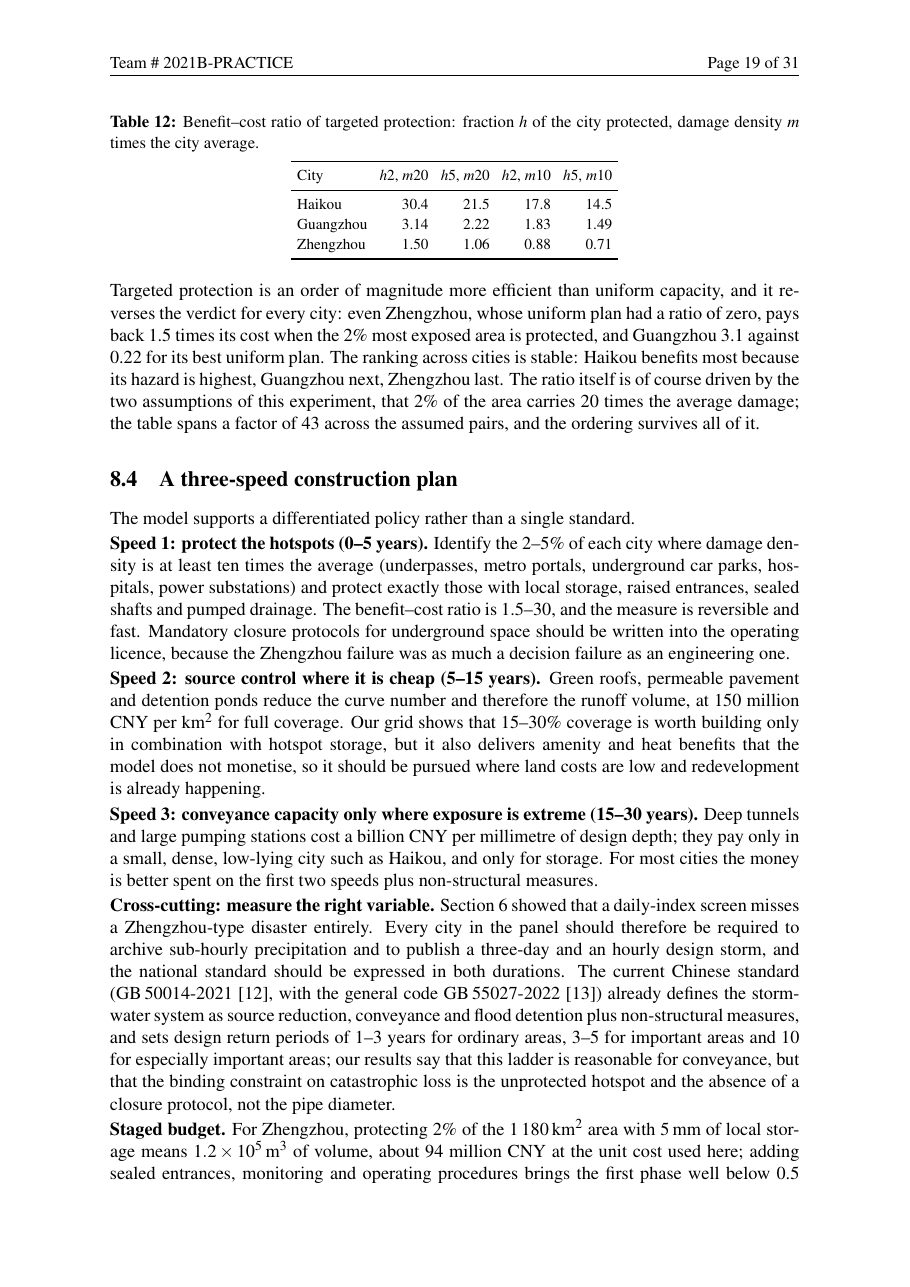 Team # 2021B-PRACTICE Page 19 of 31
Table 12: Benefit–cost ratio of targeted protection: fraction h of the city protected, damage density m
times the city average.
City h2, m20 h5, m20 h2, m10 h5, m10
Haikou 30.4 21.5 17.8 14.5
Guangzhou 3.14 2.22 1.83 1.49
Zhengzhou 1.50 1.06 0.88 0.71
Targeted protection is an order of magnitude more efficient than uniform capacity, and it re-
verses the verdict for every city: even Zhengzhou, whose uniform plan had a ratio of zero, pays
back 1.5 times its cost when the 2% most exposed area is protected, and Guangzhou 3.1 against
0.22 for its best uniform plan. The ranking across cities is stable: Haikou benefits most because
its hazard is highest, Guangzhou next, Zhengzhou last. The ratio itself is of course driven by the
two assumptions of this experiment, that 2% of the area carries 20 times the average damage;
the table spans a factor of 43 across the assumed pairs, and the ordering survives all of it.
8.4 A three-speed construction plan
The model supports a differentiated policy rather than a single standard.
Speed 1: protect the hotspots (0–5 years). Identify the 2–5% of each city where damage den-
sity is at least ten times the average (underpasses, metro portals, underground car parks, hos-
pitals, power substations) and protect exactly those with local storage, raised entrances, sealed
shafts and pumped drainage. The benefit–cost ratio is 1.5–30, and the measure is reversible and
fast. Mandatory closure protocols for underground space should be written into the operating
licence, because the Zhengzhou failure was as much a decision failure as an engineering one.
Speed 2: source control where it is cheap (5–15 years). Green roofs, permeable pavement
and detention ponds reduce the curve number and therefore the runoff volume, at 150 million
CNY per km² for full coverage. Our grid shows that 15–30% coverage is worth building only
in combination with hotspot storage, but it also delivers amenity and heat benefits that the
model does not monetise, so it should be pursued where land costs are low and redevelopment
is already happening.
Speed 3: conveyance capacity only where exposure is extreme (15–30 years). Deep tunnels
and large pumping stations cost a billion CNY per millimetre of design depth; they pay only in
a small, dense, low-lying city such as Haikou, and only for storage. For most cities the money
is better spent on the first two speeds plus non-structural measures.
Cross-cutting: measure the right variable. Section 6 showed that a daily-index screen misses
a Zhengzhou-type disaster entirely. Every city in the panel should therefore be required to
archive sub-hourly precipitation and to publish a three-day and an hourly design storm, and
the national standard should be expressed in both durations. The current Chinese standard
(GB 50014-2021 [12], with the general code GB 55027-2022 [13]) already defines the storm-
water system as source reduction, conveyance and flood detention plus non-structural measures,
and sets design return periods of 1–3 years for ordinary areas, 3–5 for important areas and 10
for especially important areas; our results say that this ladder is reasonable for conveyance, but
that the binding constraint on catastrophic loss is the unprotected hotspot and the absence of a
closure protocol, not the pipe diameter.
Staged budget. For Zhengzhou, protecting 2% of the 1 180 km² area with 5 mm of local stor-
age means 1.2 × 10⁵ m³ of volume, about 94 million CNY at the unit cost used here; adding
sealed entrances, monitoring and operating procedures brings the first phase well below 0.5